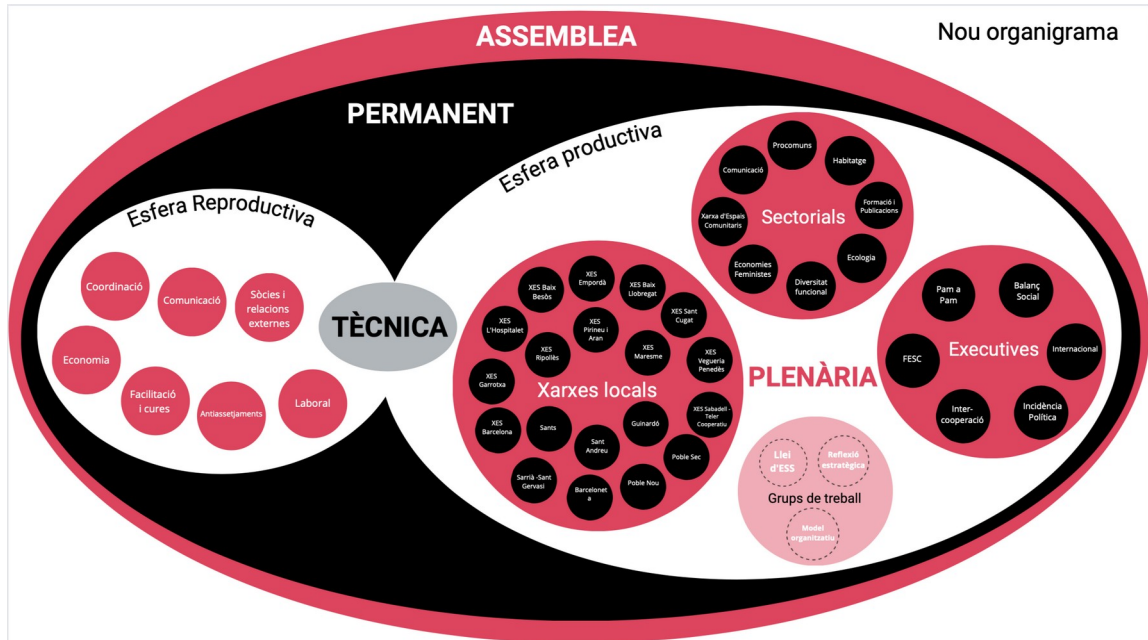 ASSEMBLEA
Nou organigrama
PERMANENT
Esfera Reproductiva
Coordinació
Comunicació
Sòcies i
relacions
externes
Economia
Facilitació
i cures
Antiassetjaments
Laboral
TÈCNICA
Esfera productiva
Procomuns
Comunicació
Habitatge
Sectorials
Xarxa d'Espais
Comunitaris
Formació i
Publicacions
Economies
Feministes
Diversitat
funcional
Ecologia
XES Baix
Besòs
XES
Empordà
XES Baix
Llobregat
XES
L'Hospitalet
XES Sant
Cugat
XES
Pirineu i
Aran
XES
Ripollès
XES
Maresme
XES
Garrotxa
XES
Vegueria
Penedès
Xarxes locals
XES
Barcelona
Sants
Sant
Andreu
Guinardó
XES Sabadell -
Teler
Cooperatiu
Sarrià -Sant
Gervasi
Barcelonet
a
Poble Nou
Poble Sec
PLENÀRIA
Pam a
Pam
Balanç
Social
FESC
Executives
Internacional
Inter-
cooperació
Incidència
Política
Llei
d'ESS
Reflexió
estratègica
Grups de treball
Model
organitzatiu